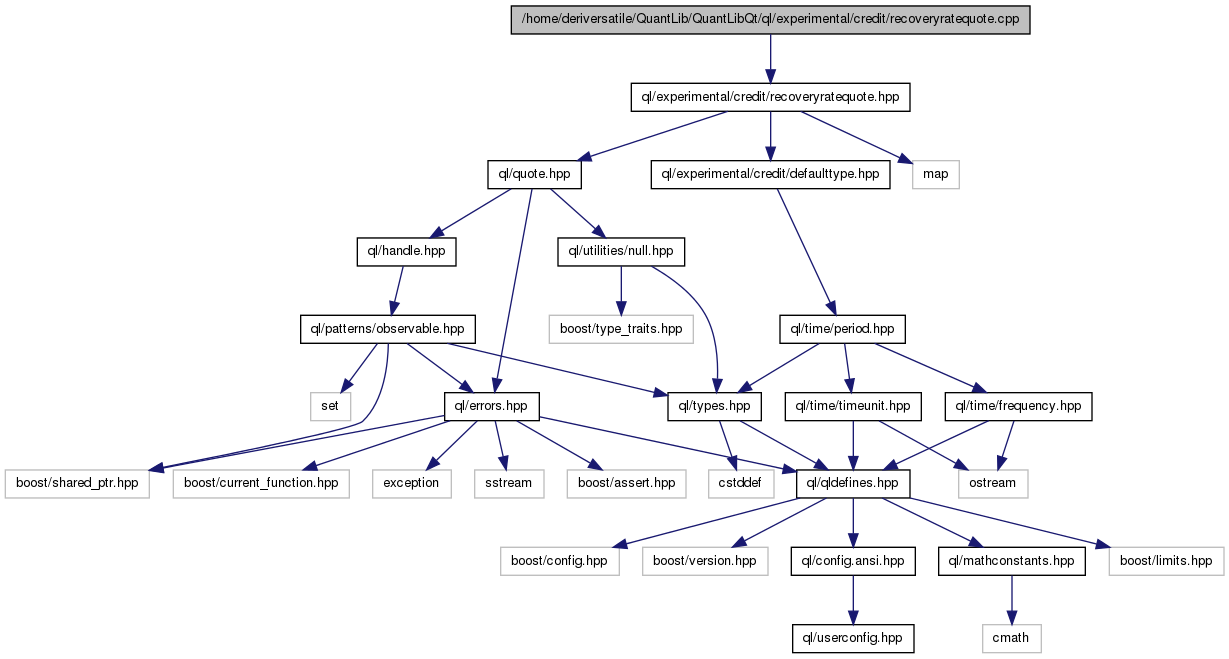 /home/deriversatile/QuantLib/QuantLibQt/ql/experimental/credit/recoveryratequote.cpp
ql/experimental/credit/recoveryratequote.hpp
ql/quote.hpp
ql/experimental/credit/defaulttype.hpp
map
ql/handle.hpp
ql/utilities/null.hpp
ql/patterns/observable.hpp
boost/type_traits.hpp
ql/time/period.hpp
set
ql/errors.hpp
ql/types.hpp
ql/time/timeunit.hpp
ql/time/frequency.hpp
boost/shared_ptr.hpp
boost/current_function.hpp
exception
sstream
boost/assert.hpp
cstddef
ql/qldefines.hpp
ostream
boost/config.hpp
boost/version.hpp
ql/config.ansi.hpp
ql/mathconstants.hpp
boost/limits.hpp
ql/userconfig.hpp
cmath